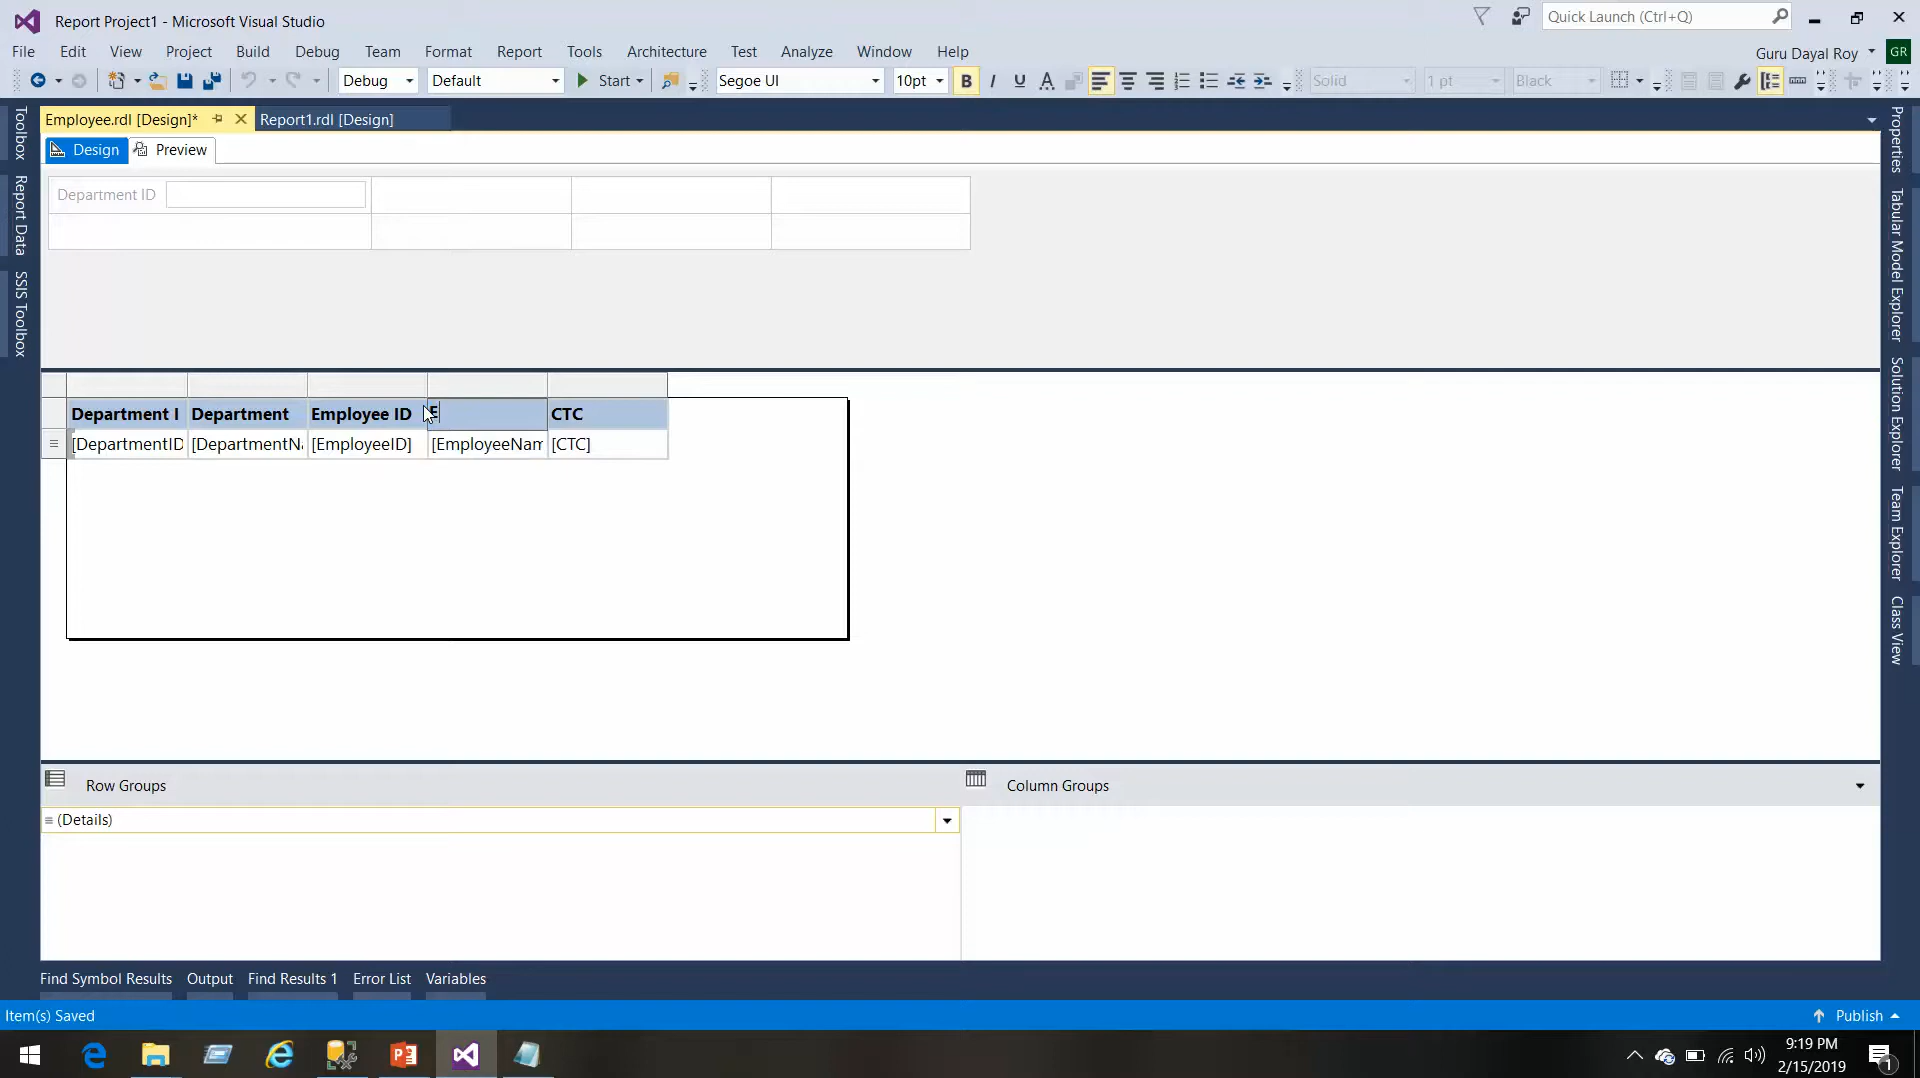 Report Project1 - Microsoft Visual Studio
Quick Launch (Ctrl+Q)
File Edit View Project Build Debug Team Format Report Tools Architecture Test Analyze Window Help
Guru Dayal Roy GR
Debug Default Start Segoe UI 10pt B I U A Solid 1 pt Black
Employee.rdl [Design]* Report1.rdl [Design]
Design Preview
Department ID
Department I Department Employee ID E CTC
[DepartmentID [DepartmentNa [EmployeeID] [EmployeeNam [CTC]
Row Groups
Column Groups
(Details)
Toolbox
Report Data
SSIS Toolbox
Properties
Tabular Model Explorer
Solution Explorer
Team Explorer
Class View
Find Symbol Results Output Find Results 1 Error List Variables
Item(s) Saved
Publish
9:19 PM
2/15/2019
1